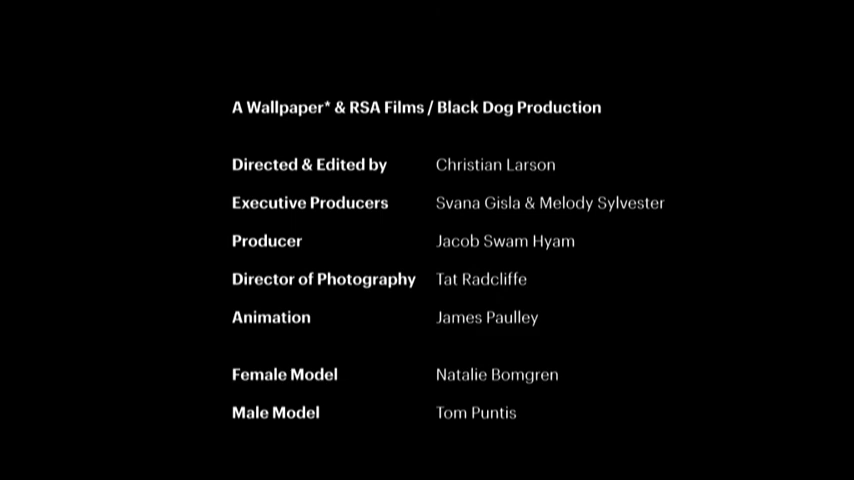 A Wallpaper* & RSA Films / Black Dog Production
Directed & Edited by Christian Larson
Executive Producers Svana Gisla & Melody Sylvester
Producer Jacob Swam Hyam
Director of Photography Tat Radcliffe
Animation James Paulley
Female Model Natalie Bomgren
Male Model Tom Puntis